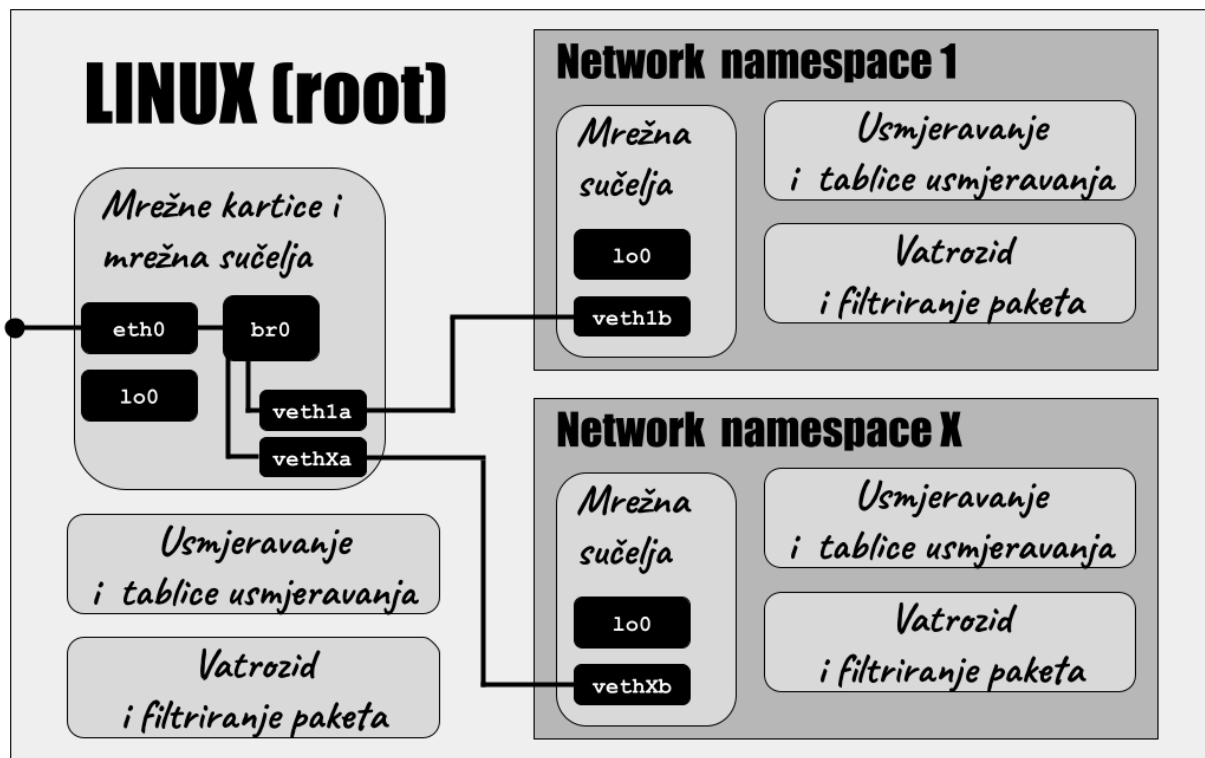 LINUX (root)
Mrežne kartice i
mrežna sučelja
eth0
br0
lo0
veth1a
vethXa
Usmjeravanje
i tablice usmjeravanja
Vatrozid
i filtriranje paketa
Network namespace 1
Mrežna
sučelja
lo0
veth1b
Usmjeravanje
i tablice usmjeravanja
Vatrozid
i filtriranje paketa
Network namespace X
Mrežna
sučelja
lo0
vethXb
Usmjeravanje
i tablice usmjeravanja
Vatrozid
i filtriranje paketa